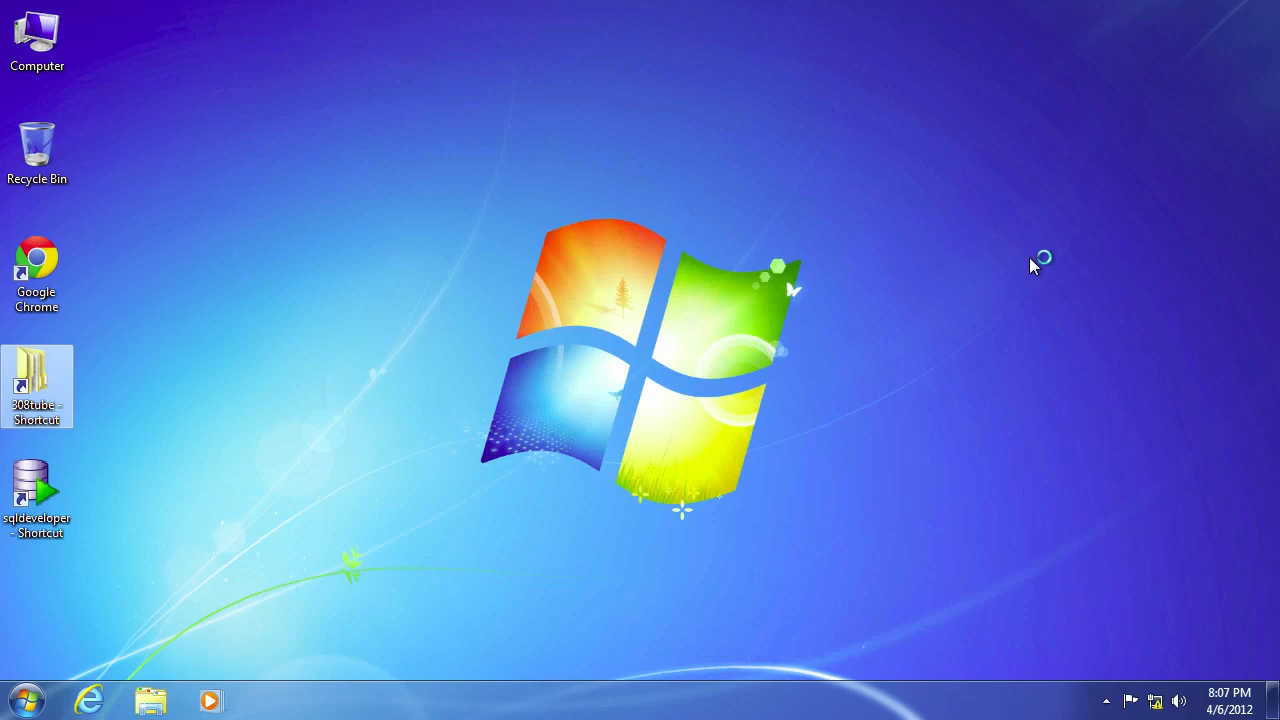 Computer
Recycle Bin
Google
Chrome
308tube -
Shortcut
sqldeveloper
- Shortcut
8:07 PM
4/6/2012